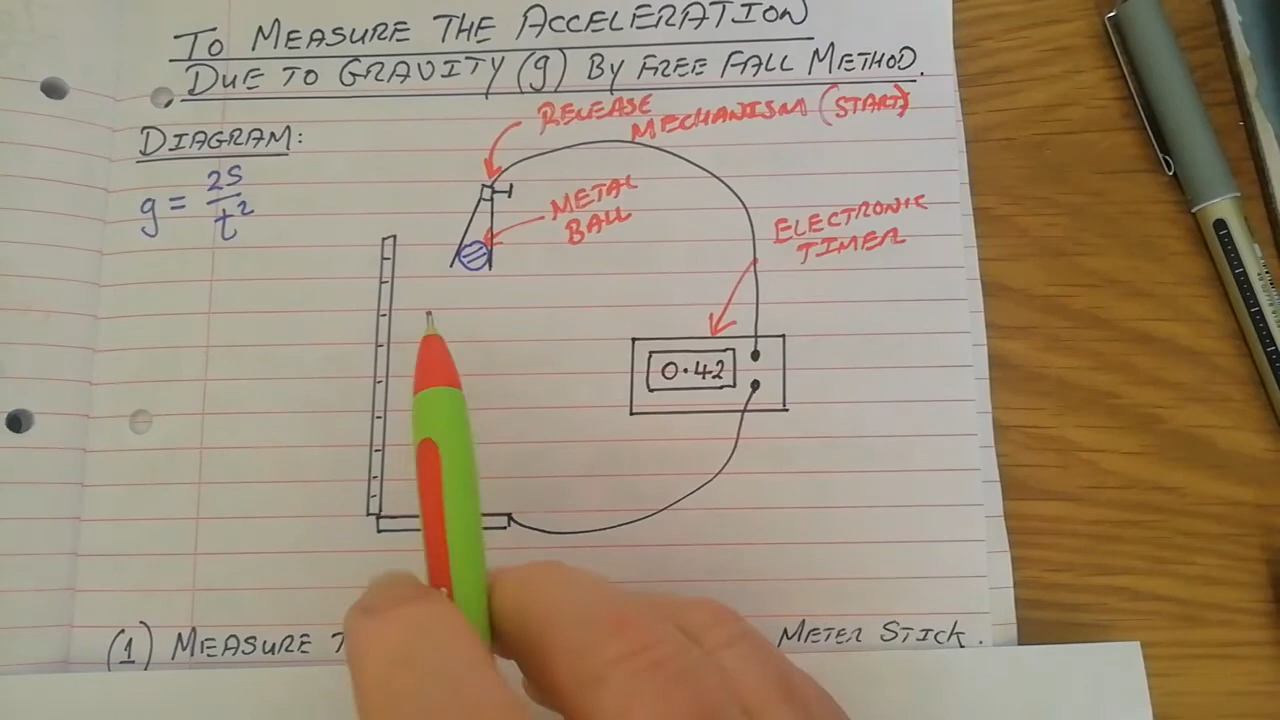 TO MEASURE THE ACCELERATION
DUE TO GRAVITY (g) BY FREE FALL METHOD.
RELEASE
MECHANISM (START)
DIAGRAM:
g = 2S / t²
METAL
BALL
ELECTRONIC
TIMER
0.42
(1) MEASURE METER STICK.